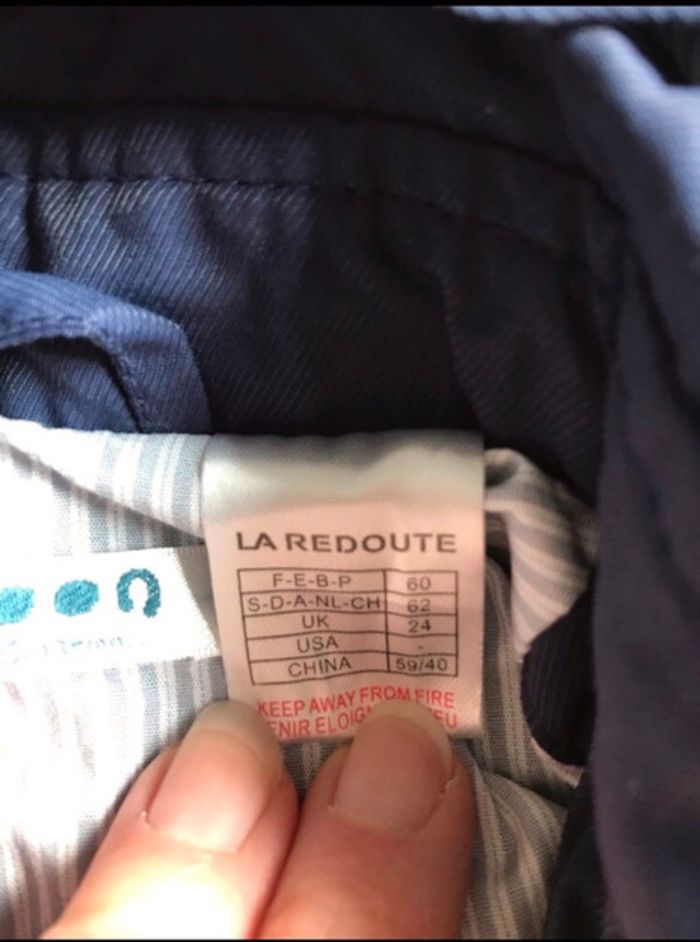 LA REDOUTE
F-E-B-P 60
S-D-A-NL-CH 62
UK 24
USA -
CHINA 59/40
KEEP AWAY FROM FIRE